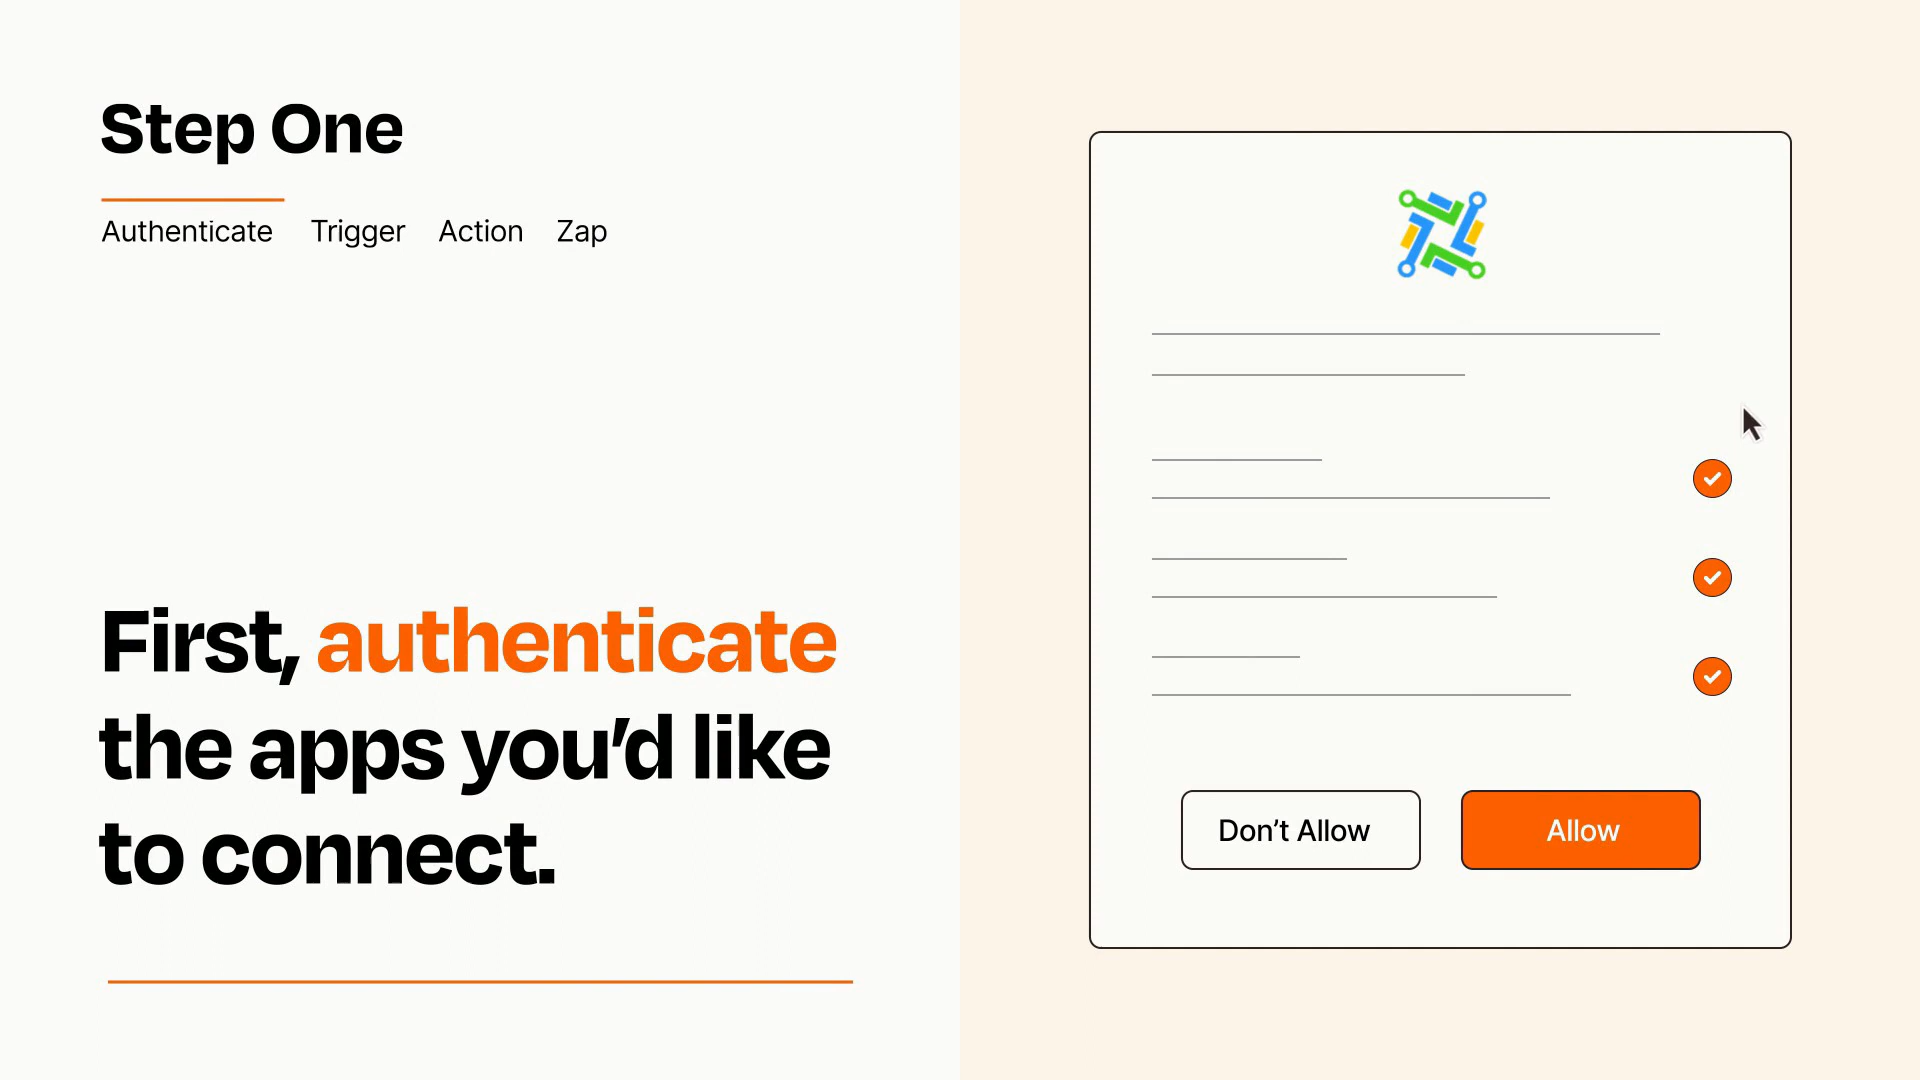 Step One
Authenticate Trigger Action Zap
First, authenticate
the apps you’d like
to connect.
Don’t Allow
Allow